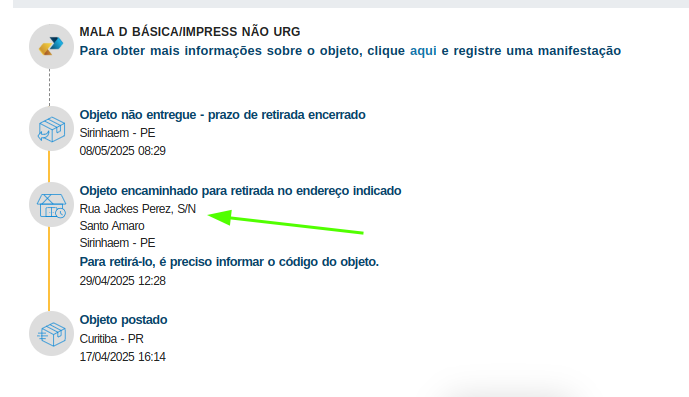 MALA D BÁSICA/IMPRESS NÃO URG
Para obter mais informações sobre o objeto, clique aqui e registre uma manifestação
Objeto não entregue - prazo de retirada encerrado
Sirinhaem - PE
08/05/2025 08:29
Objeto encaminhado para retirada no endereço indicado
Rua Jackes Perez, S/N
Santo Amaro
Sirinhaem - PE
Para retirá-lo, é preciso informar o código do objeto.
29/04/2025 12:28
Objeto postado
Curitiba - PR
17/04/2025 16:14